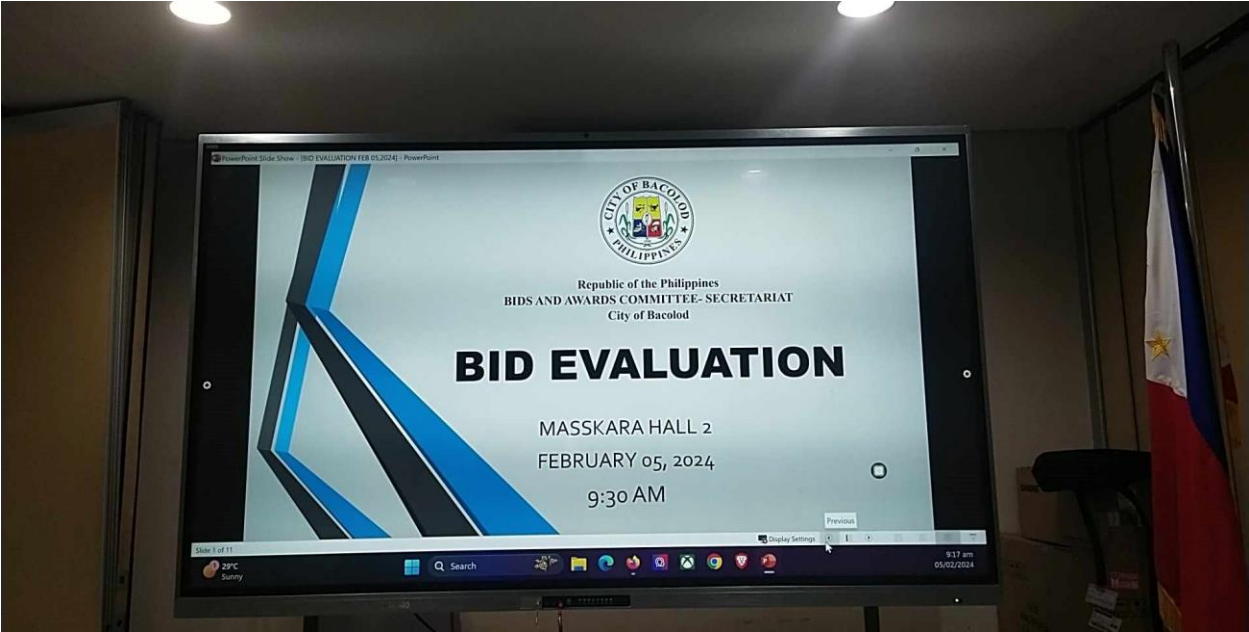 PowerPoint Slide Show - [BID EVALUATION FEB 05,2024] - PowerPoint
CITY OF BACOLOD
PHILIPPINES
Republic of the Philippines
BIDS AND AWARDS COMMITTEE- SECRETARIAT
City of Bacolod
BID EVALUATION
MASSKARA HALL 2
FEBRUARY 05, 2024
9:30 AM
Previous
Slide 1 of 11
Display Settings
29°C
Sunny
Search
9:17 am
05/02/2024